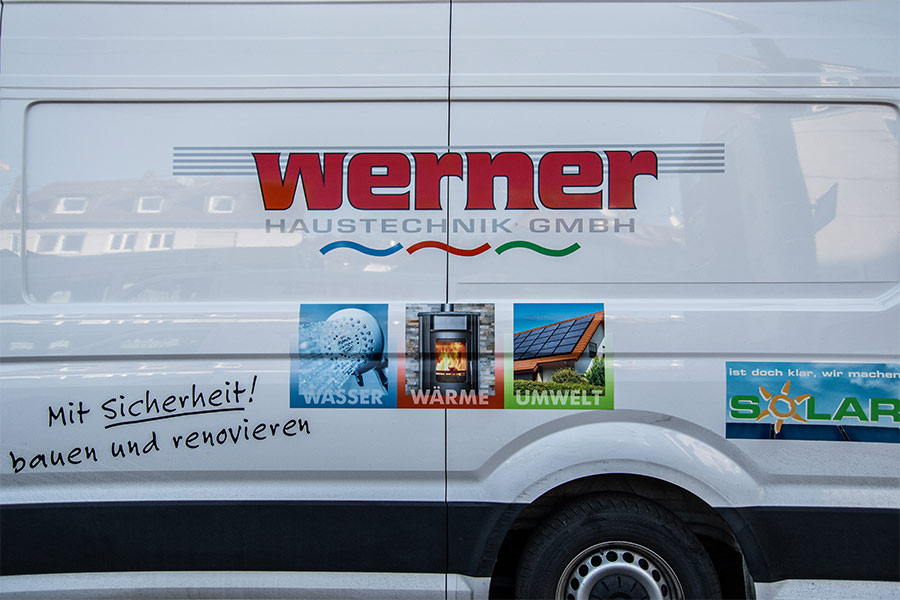 werner
HAUSTECHNIK GMBH
WASSER WÄRME UMWELT
Mit Sicherheit!
bauen und renovieren
ist doch klar, wir machen
SOLAR